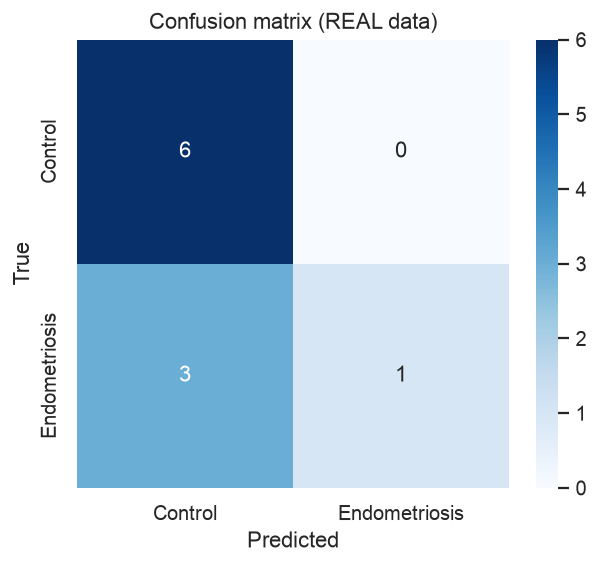 Confusion matrix (REAL data)
6
5
4
3
2
1
0
True
Control
Endometriosis
6 0
3 1
Control Endometriosis
Predicted